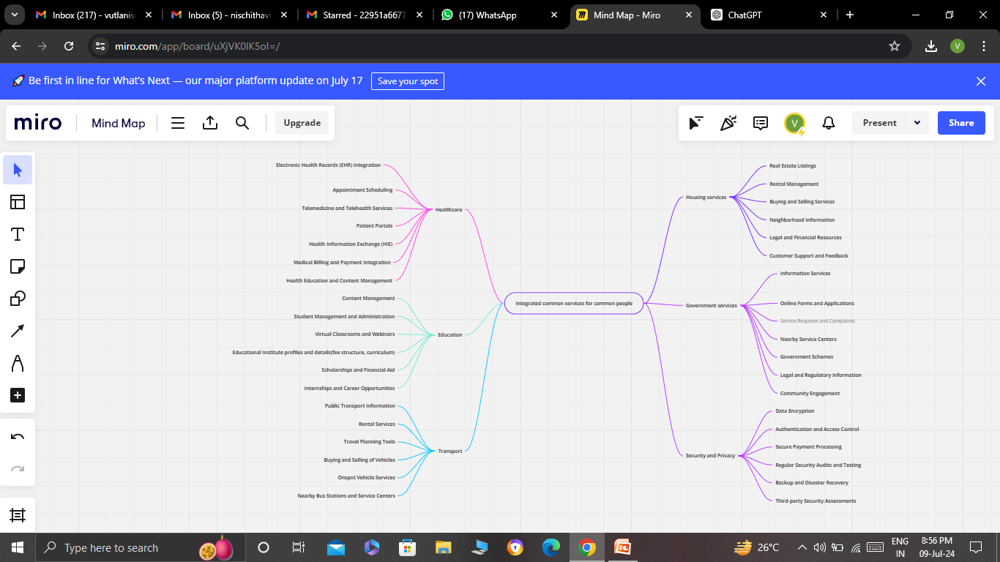 Inbox (217) - vutlanis
Inbox (5) - nischithav
Starred - 22951a6677
(17) WhatsApp
Mind Map - Miro
ChatGPT
miro.com/app/board/uXjVK0lK5oI=/
V
🚀 Be first in line for What's Next — our major platform update on July 17
Save your spot
miro
Mind Map
Upgrade
V
Present
Share
Electronic Health Records (EHR) Integration
Appointment Scheduling
Telemedicine and Telehealth Services
Patient Portals
Health Information Exchange (HIE)
Medical Billing and Payment Integration
Health Education and Content Management
Healthcare
Content Management
Student Management and Administration
Virtual Classrooms and Webinars
Educational Institute profiles and details(fee structure, curriculum)
Scholarships and Financial Aid
Internships and Career Opportunities
Education
Public Transport Information
Rental Services
Travel Planning Tools
Buying and Selling of Vehicles
Onspot Vehicle Services
Nearby Bus Stations and Service Centers
Transport
Integrated common services for common people
Housing services
Real Estate Listings
Rental Management
Buying and Selling Services
Neighborhood Information
Legal and Financial Resources
Customer Support and Feedback
Government services
Information Services
Online Forms and Applications
Service Requests and Complaints
Nearby Service Centers
Government Schemes
Legal and Regulatory Information
Community Engagement
Security and Privacy
Data Encryption
Authentication and Access Control
Secure Payment Processing
Regular Security Audits and Testing
Backup and Disaster Recovery
Third-party Security Assessments
Type here to search
26°C
ENG
IN
8:56 PM
09-Jul-24